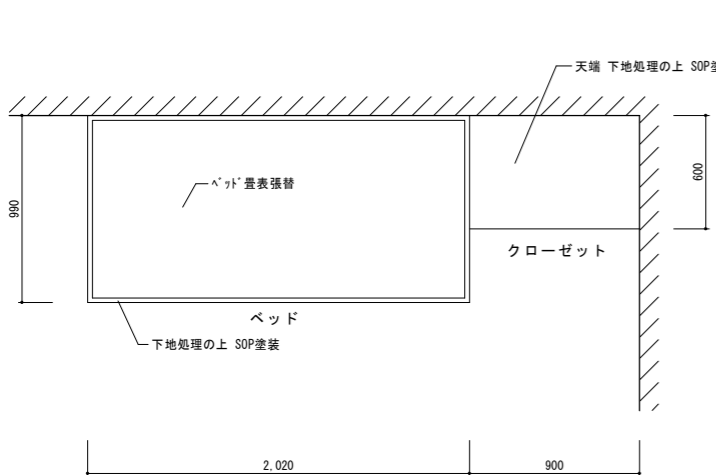 天端 下地処理の上 SOP塗
990
ﾍﾞｯﾄﾞ畳表張替
600
クローゼット
ベッド
下地処理の上 SOP塗装
2,020
900